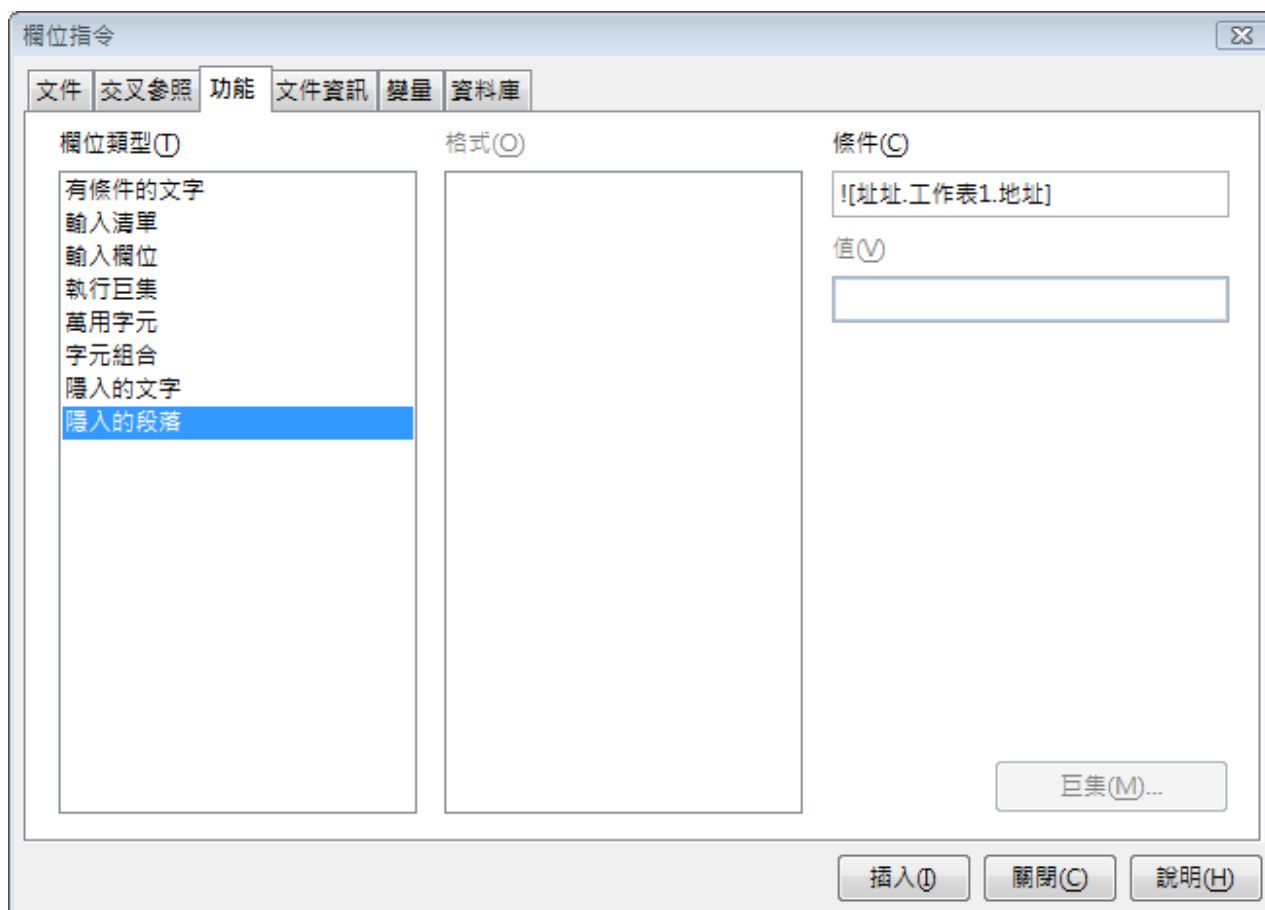 欄位指令
文件 交叉參照 功能 文件資訊 變量 資料庫
欄位類型(T)
有條件的文字
輸入清單
輸入欄位
執行巨集
萬用字元
字元組合
隱入的文字
隱入的段落
格式(O)
條件(C)
![址址.工作表1.地址]
值(V)
巨集(M)...
插入(I) 關閉(C) 說明(H)